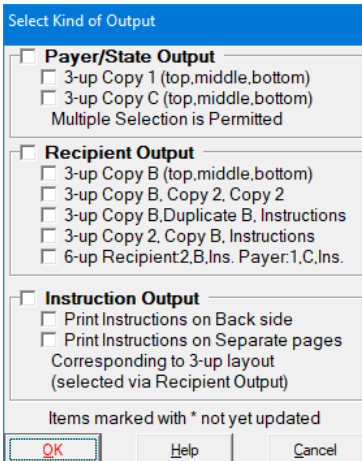 Select Kind of Output
Payer/State Output
3-up Copy 1 (top,middle,bottom)
3-up Copy C (top,middle,bottom)
Multiple Selection is Permitted
Recipient Output
3-up Copy B (top,middle,bottom)
3-up Copy B, Copy 2, Copy 2
3-up Copy B,Duplicate B, Instructions
3-up Copy 2, Copy B, Instructions
6-up Recipient:2,B,Ins. Payer:1,C,Ins.
Instruction Output
Print Instructions on Back side
Print Instructions on Separate pages
Corresponding to 3-up layout
(selected via Recipient Output)
Items marked with * not yet updated
OK Help Cancel